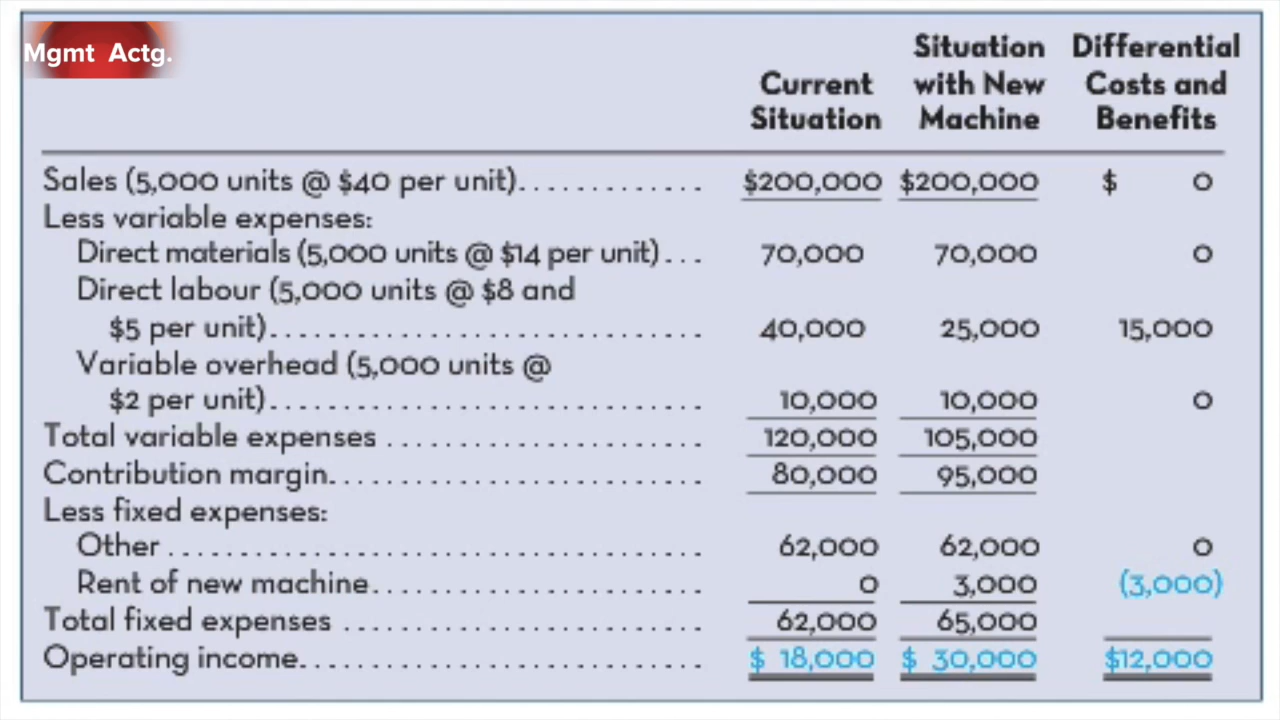 Mgmt Actg.
Situation Differential
Current with New Costs and
Situation Machine Benefits
Sales (5,000 units @ $40 per unit)............. $200,000 $200,000 $ 0
Less variable expenses:
Direct materials (5,000 units @ $14 per unit)... 70,000 70,000 0
Direct labour (5,000 units @ $8 and
$5 per unit)............................. 40,000 25,000 15,000
Variable overhead (5,000 units @
$2 per unit)............................. 10,000 10,000 0
Total variable expenses ..................... 120,000 105,000
Contribution margin......................... 80,000 95,000
Less fixed expenses:
Other ................................... 62,000 62,000 0
Rent of new machine....................... 0 3,000 (3,000)
Total fixed expenses ........................ 62,000 65,000
Operating income........................... $ 18,000 $ 30,000 $12,000